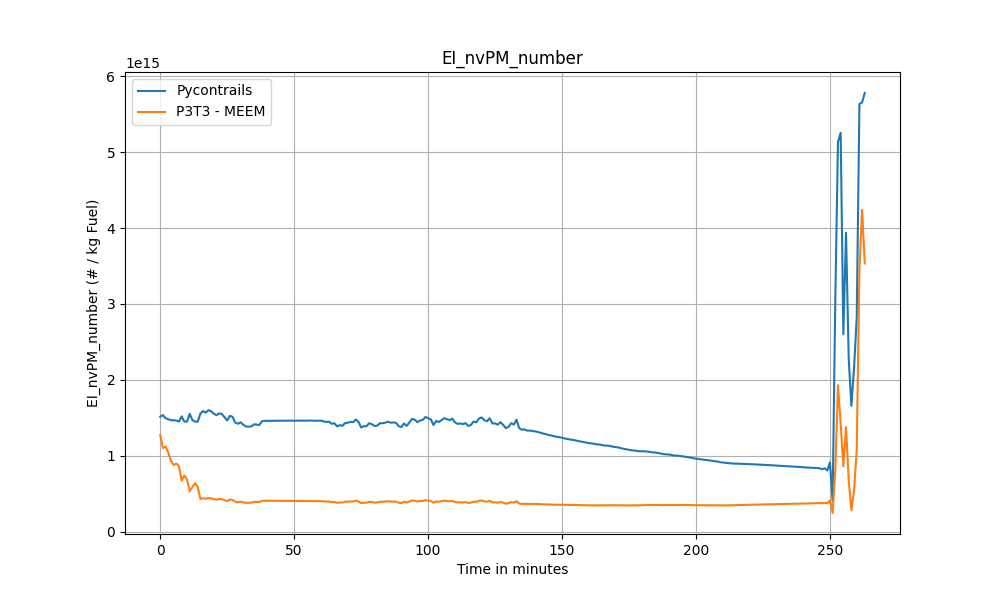 EI_nvPM_number
1e15
Pycontrails
P3T3 - MEEM
EI_nvPM_number (# / kg Fuel)
6
5
4
3
2
1
0
0 50 100 150 200 250
Time in minutes